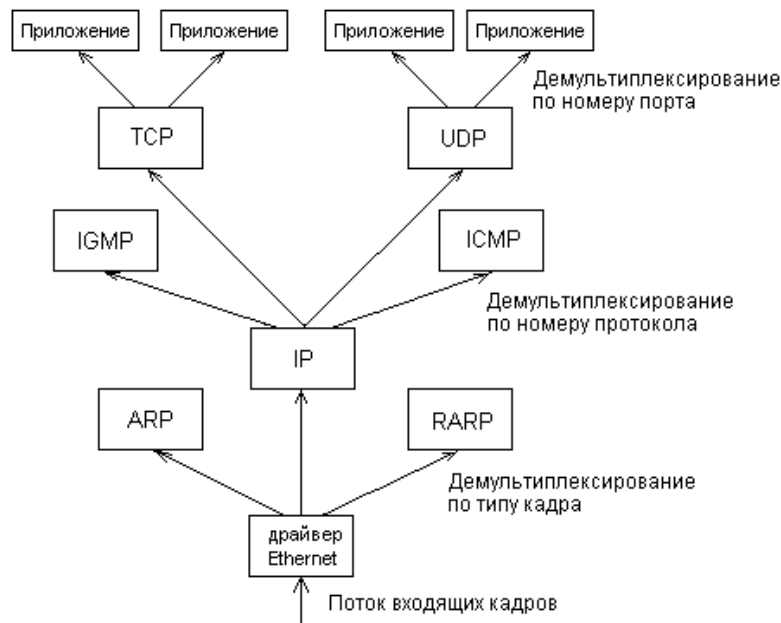 Приложение Приложение Приложение Приложение
Демультиплексирование
по номеру порта
TCP UDP
IGMP ICMP
Демультиплексирование
по номеру протокола
IP
ARP RARP
Демультиплексирование
по типу кадра
драйвер
Ethernet
Поток входящих кадров